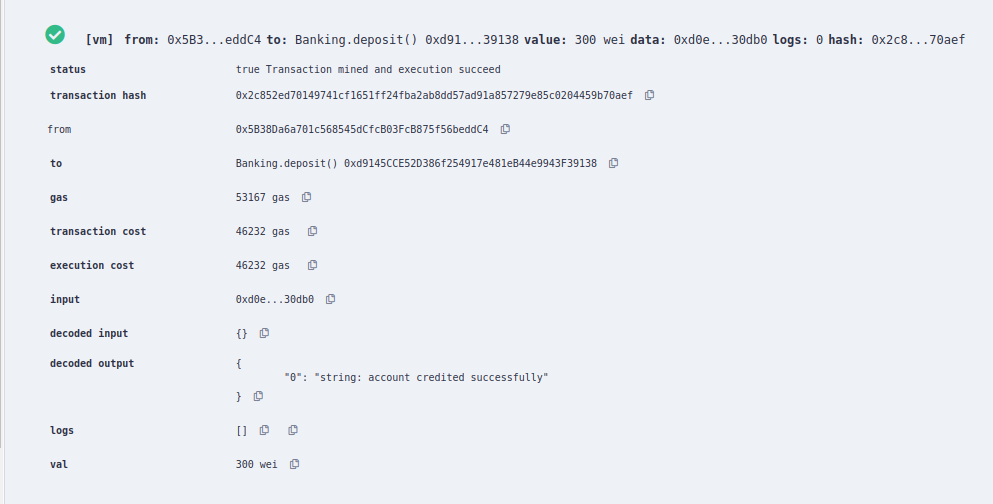 [vm] from: 0x5B3...eddC4 to: Banking.deposit() 0xd91...39138 value: 300 wei data: 0xd0e...30db0 logs: 0 hash: 0x2c8...70aef
status true Transaction mined and execution succeed
transaction hash 0x2c852ed70149741cf1651ff24fba2ab8dd57ad91a857279e85c0204459b70aef
from 0x5B38Da6a701c568545dCfcB03FcB875f56beddC4
to Banking.deposit() 0xd9145CCE52D386f254917e481eB44e9943F39138
gas 53167 gas
transaction cost 46232 gas
execution cost 46232 gas
input 0xd0e...30db0
decoded input {}
decoded output {
"0": "string: account credited successfully"
}
logs []
val 300 wei